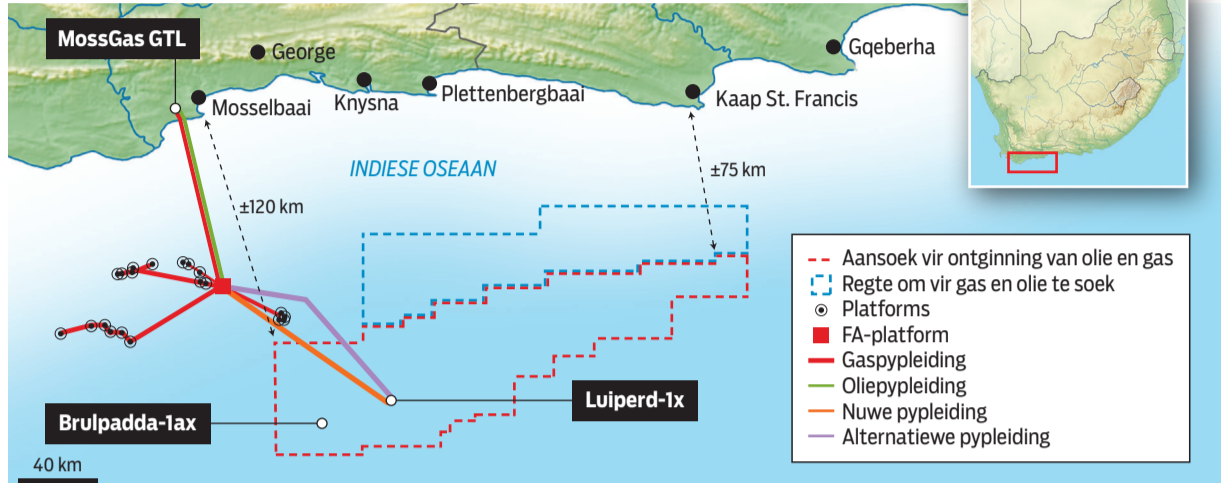 MossGas GTL
George
Mosselbaai
Knysna
Plettenbergbaai
Kaap St. Francis
Gqeberha
INDIESE OSEAAN
±120 km
±75 km
Luiperd-1x
Brulpadda-1ax
40 km
Aansoek vir ontginning van olie en gas
Regte om vir gas en olie te soek
Platforms
FA-platform
Gaspypleiding
Oliepypleiding
Nuwe pypleiding
Alternatiewe pypleiding